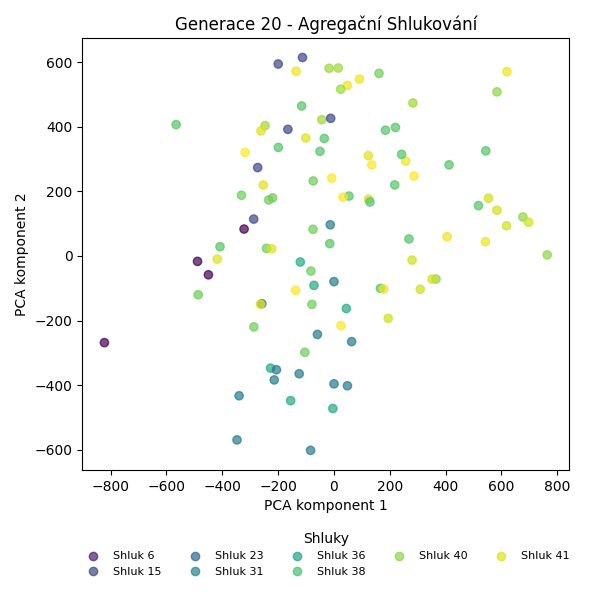 Generace 20 - Agregační Shlukování
PCA komponent 2
600
400
200
0
−200
−400
−600
−800 −600 −400 −200 0 200 400 600 800
PCA komponent 1
Shluky
Shluk 6 Shluk 23 Shluk 36 Shluk 40 Shluk 41
Shluk 15 Shluk 31 Shluk 38